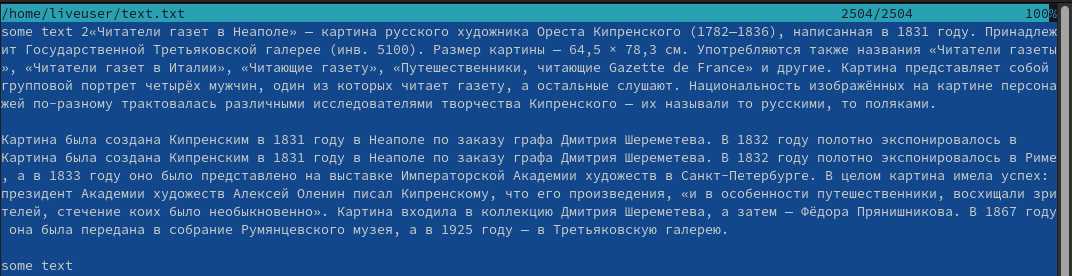 /home/liveuser/text.txt 2504/2504 100%
some text 2«Читатели газет в Неаполе» — картина русского художника Ореста Кипренского (1782—1836), написанная в 1831 году. Принадлеж
ит Государственной Третьяковской галерее (инв. 5100). Размер картины — 64,5 × 78,3 см. Употребляются также названия «Читатели газеты
», «Читатели газет в Италии», «Читающие газету», «Путешественники, читающие Gazette de France» и другие. Картина представляет собой
групповой портрет четырёх мужчин, один из которых читает газету, а остальные слушают. Национальность изображённых на картине персона
жей по-разному трактовалась различными исследователями творчества Кипренского — их называли то русскими, то поляками.
Картина была создана Кипренским в 1831 году в Неаполе по заказу графа Дмитрия Шереметева. В 1832 году полотно экспонировалось в
Картина была создана Кипренским в 1831 году в Неаполе по заказу графа Дмитрия Шереметева. В 1832 году полотно экспонировалось в Риме
, а в 1833 году оно было представлено на выставке Императорской Академии художеств в Санкт-Петербурге. В целом картина имела успех:
президент Академии художеств Алексей Оленин писал Кипренскому, что его произведения, «и в особенности путешественники, восхищали зри
телей, стечение коих было необыкновенно». Картина входила в коллекцию Дмитрия Шереметева, а затем — Фёдора Прянишникова. В 1867 году
она была передана в собрание Румянцевского музея, а в 1925 году — в Третьяковскую галерею.
some text